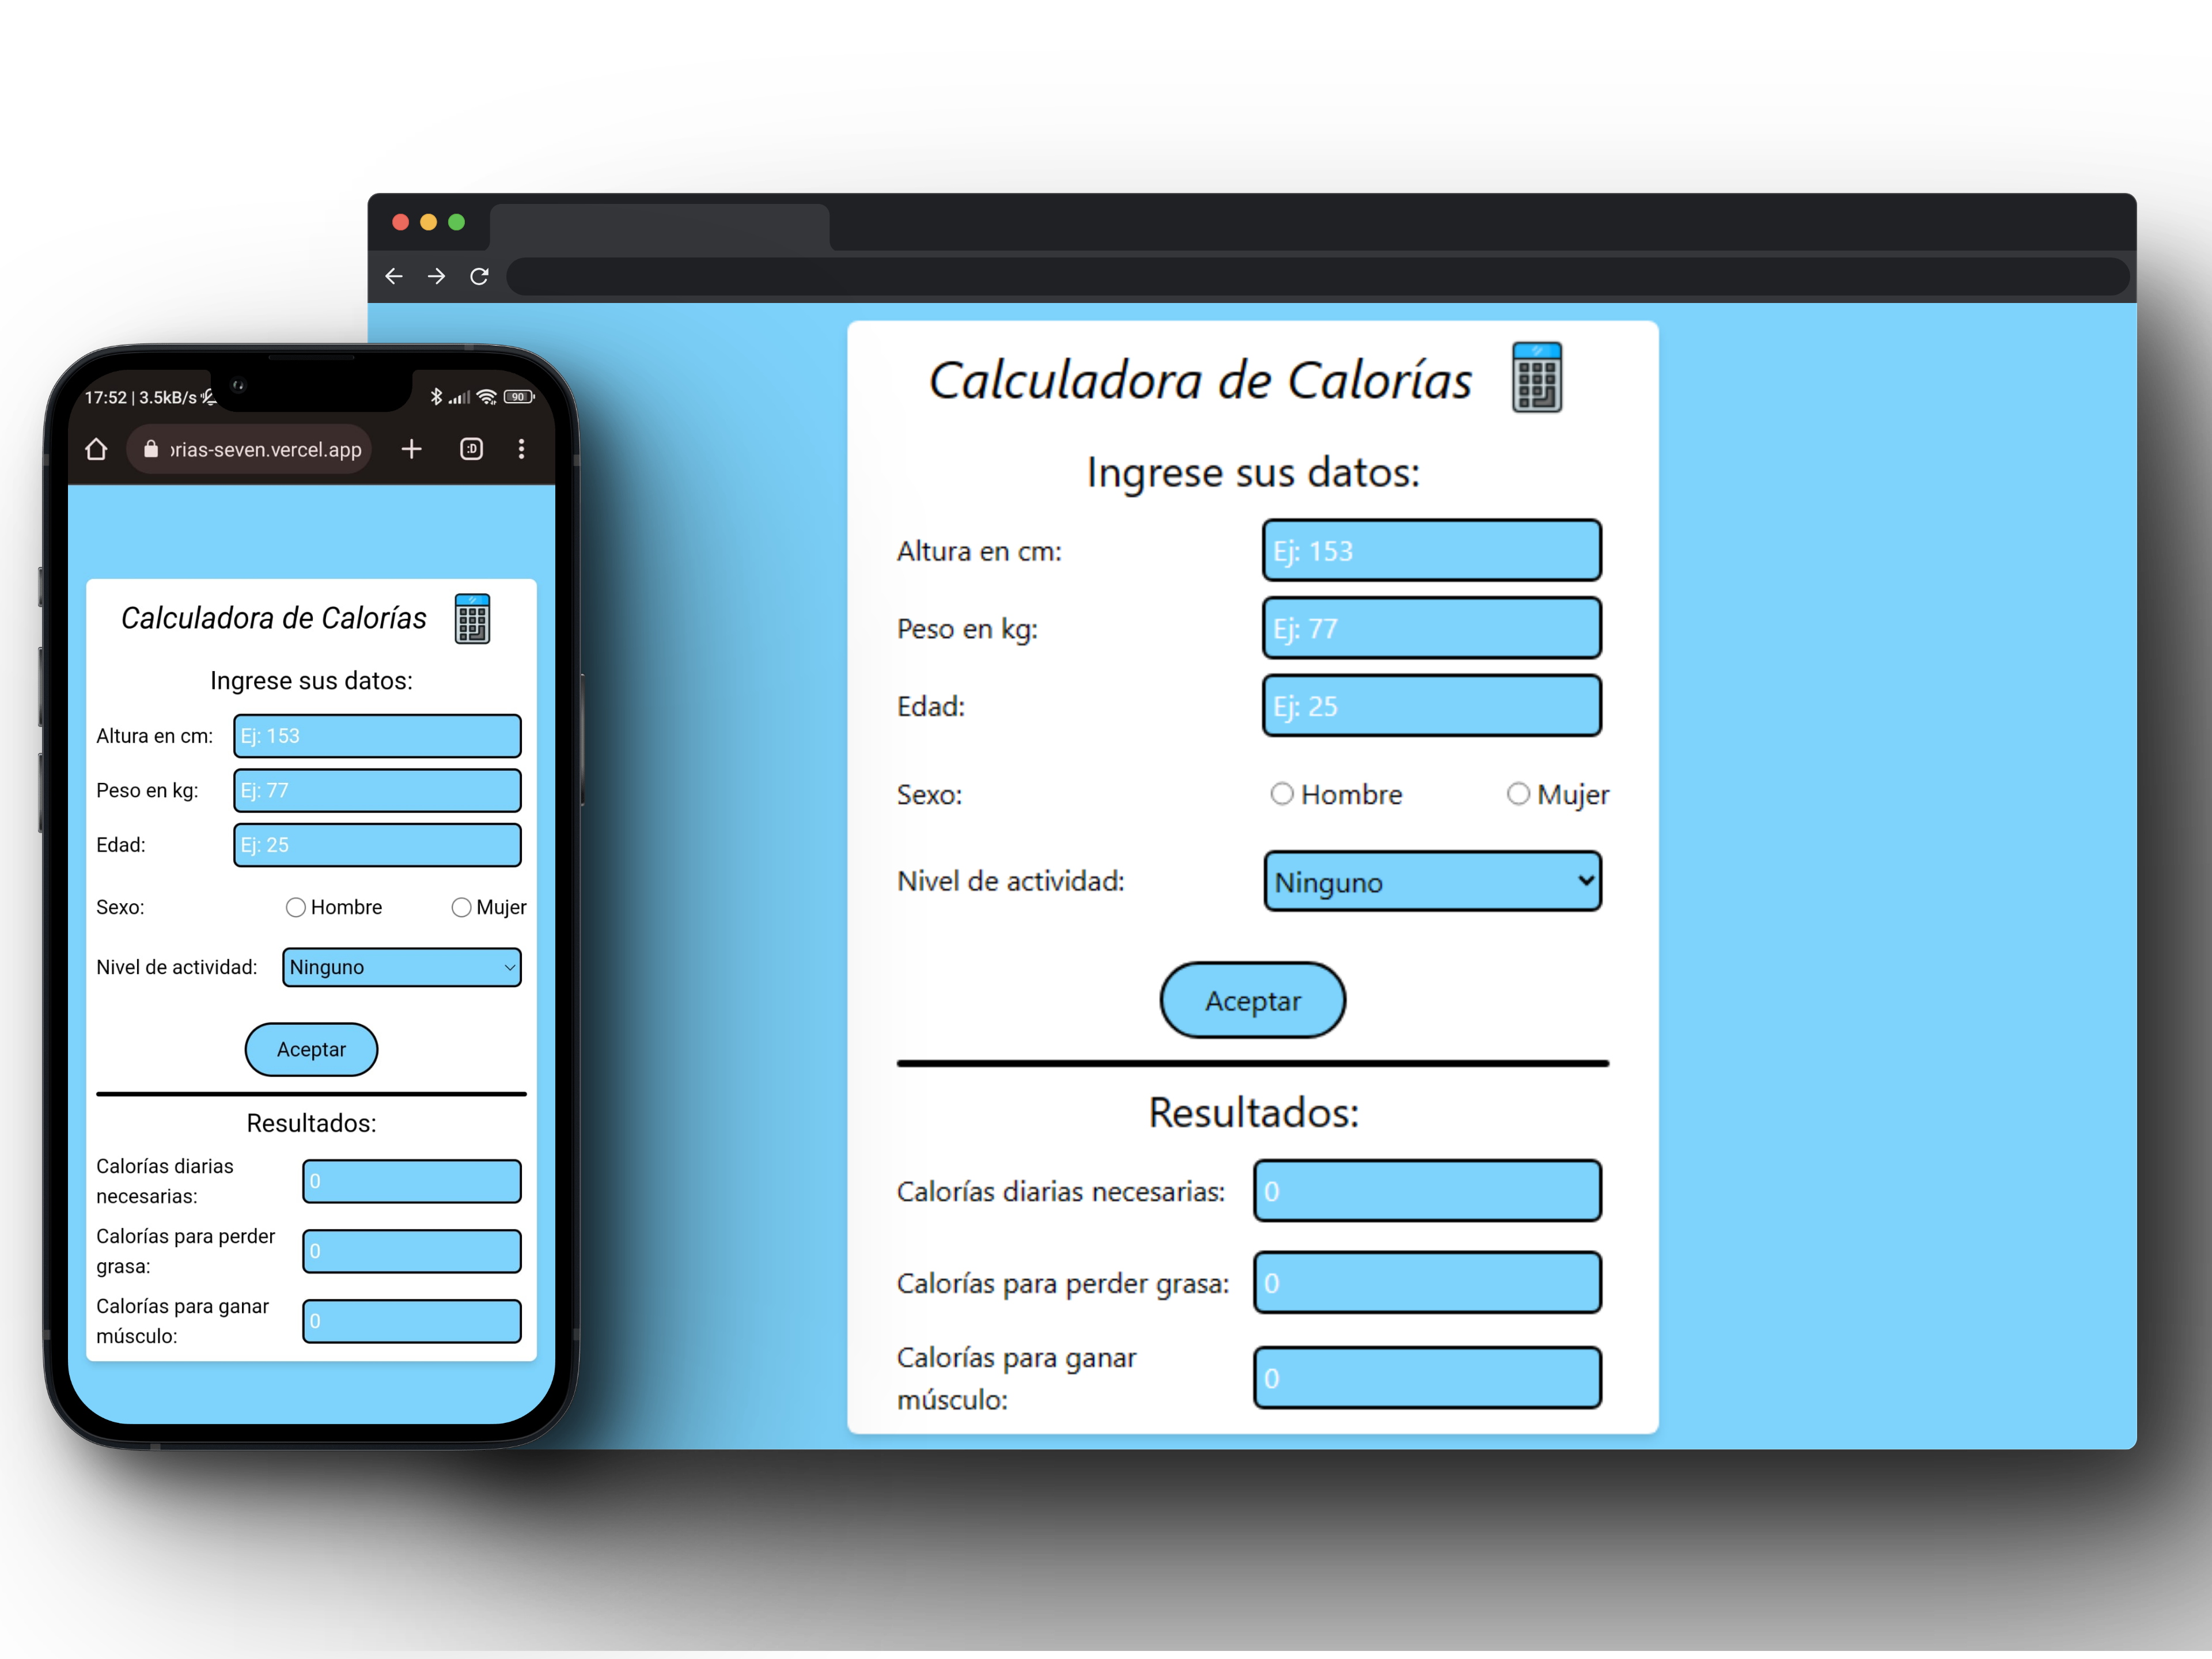 17:52 | 3.5kB/s
90
rias-seven.vercel.app
:D
Calculadora de Calorías
Ingrese sus datos:
Altura en cm:
Ej: 153
Peso en kg:
Ej: 77
Edad:
Ej: 25
Sexo:
Hombre
Mujer
Nivel de actividad:
Ninguno
Aceptar
Resultados:
Calorías diarias
necesarias:
0
Calorías para perder
grasa:
0
Calorías para ganar
músculo:
0
Calculadora de Calorías
Ingrese sus datos:
Altura en cm:
Ej: 153
Peso en kg:
Ej: 77
Edad:
Ej: 25
Sexo:
Hombre
Mujer
Nivel de actividad:
Ninguno
Aceptar
Resultados:
Calorías diarias necesarias:
0
Calorías para perder grasa:
0
Calorías para ganar
músculo:
0